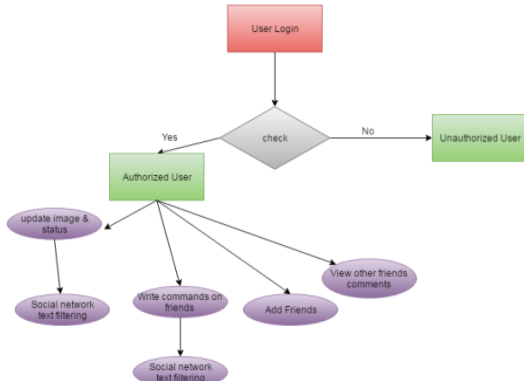 User Login
Yes
check
No
Unauthorized User
Authorized User
update image &
status
Social network
text filtering
Write commands on
friends
Social network
text filtering
Add Friends
View other friends
comments